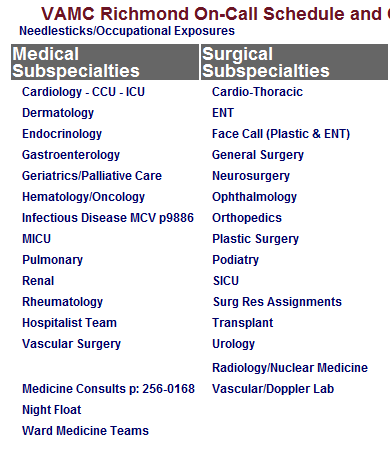 VAMC Richmond On-Call Schedule and
Needlesticks/Occupational Exposures
Medical
Subspecialties
Cardiology - CCU - ICU
Dermatology
Endocrinology
Gastroenterology
Geriatrics/Palliative Care
Hematology/Oncology
Infectious Disease MCV p9886
MICU
Pulmonary
Renal
Rheumatology
Hospitalist Team
Vascular Surgery
Medicine Consults p: 256-0168
Night Float
Ward Medicine Teams
Surgical
Subspecialties
Cardio-Thoracic
ENT
Face Call (Plastic & ENT)
General Surgery
Neurosurgery
Ophthalmology
Orthopedics
Plastic Surgery
Podiatry
SICU
Surg Res Assignments
Transplant
Urology
Radiology/Nuclear Medicine
Vascular/Doppler Lab